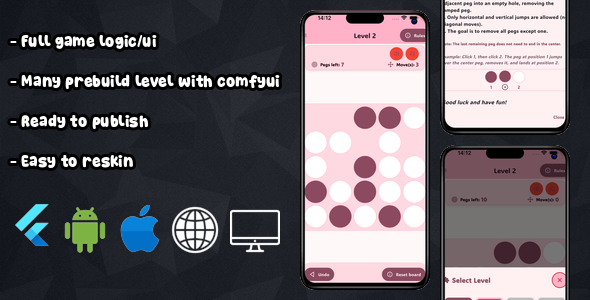 - Full game logic/ui
- Many prebuild level with comfyui
- Ready to publish
- Easy to reskin
14:12
Level 2
Rules
Pegs left: 7
Move(s): 3
Undo
Reset board
adjacent peg into an empty hole, removing the
jumped peg.
Only horizontal and vertical jumps are allowed (n
diagonal moves).
The goal is to remove all pegs except one.
The last remaining peg does not need to end in the center.
Example: Click 1, then click 2. The peg at position 1 jumps
over the center peg, removes it, and lands at position 2.
1
2
Good luck and have fun!
Close
14:12
Level 2
Rules
Pegs left: 10
Move(s): 0
Select Level